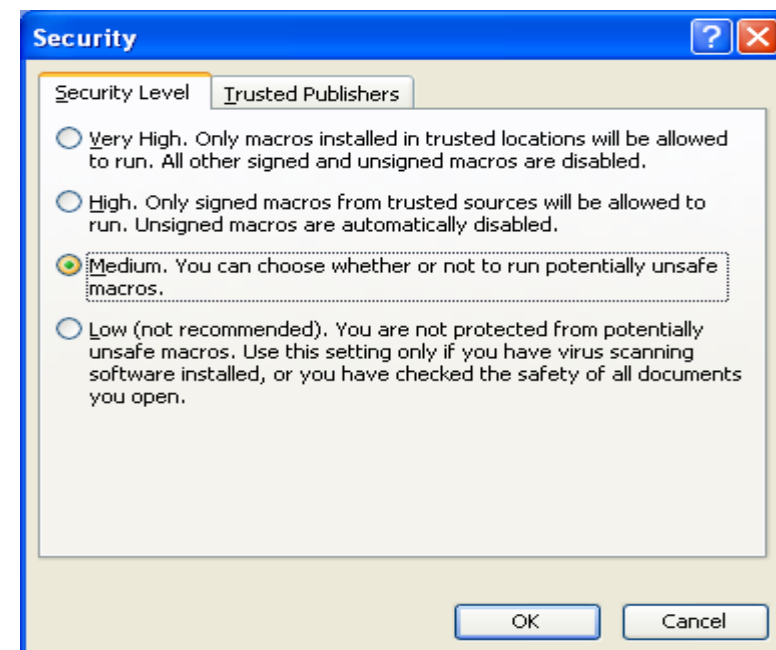 Security
Security Level
Trusted Publishers
Very High. Only macros installed in trusted locations will be allowed
to run. All other signed and unsigned macros are disabled.
High. Only signed macros from trusted sources will be allowed to
run. Unsigned macros are automatically disabled.
Medium. You can choose whether or not to run potentially unsafe
macros.
Low (not recommended). You are not protected from potentially
unsafe macros. Use this setting only if you have virus scanning
software installed, or you have checked the safety of all documents
you open.
OK
Cancel